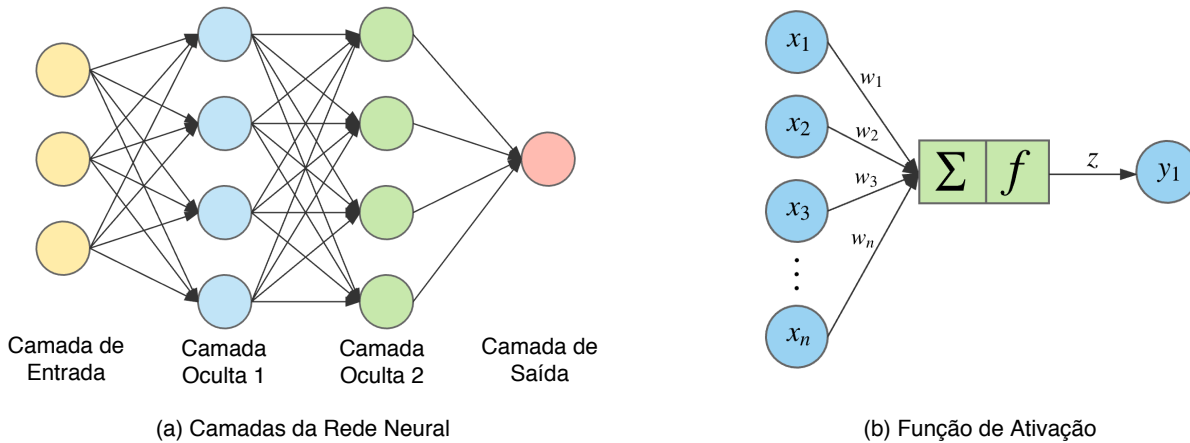 Camada de
Entrada
Camada
Oculta 1
Camada
Oculta 2
Camada de
Saída
(a) Camadas da Rede Neural
x₁
x₂
x₃
⋮
xₙ
w₁
w₂
w₃
wₙ
Σ f
z
y₁
(b) Função de Ativação